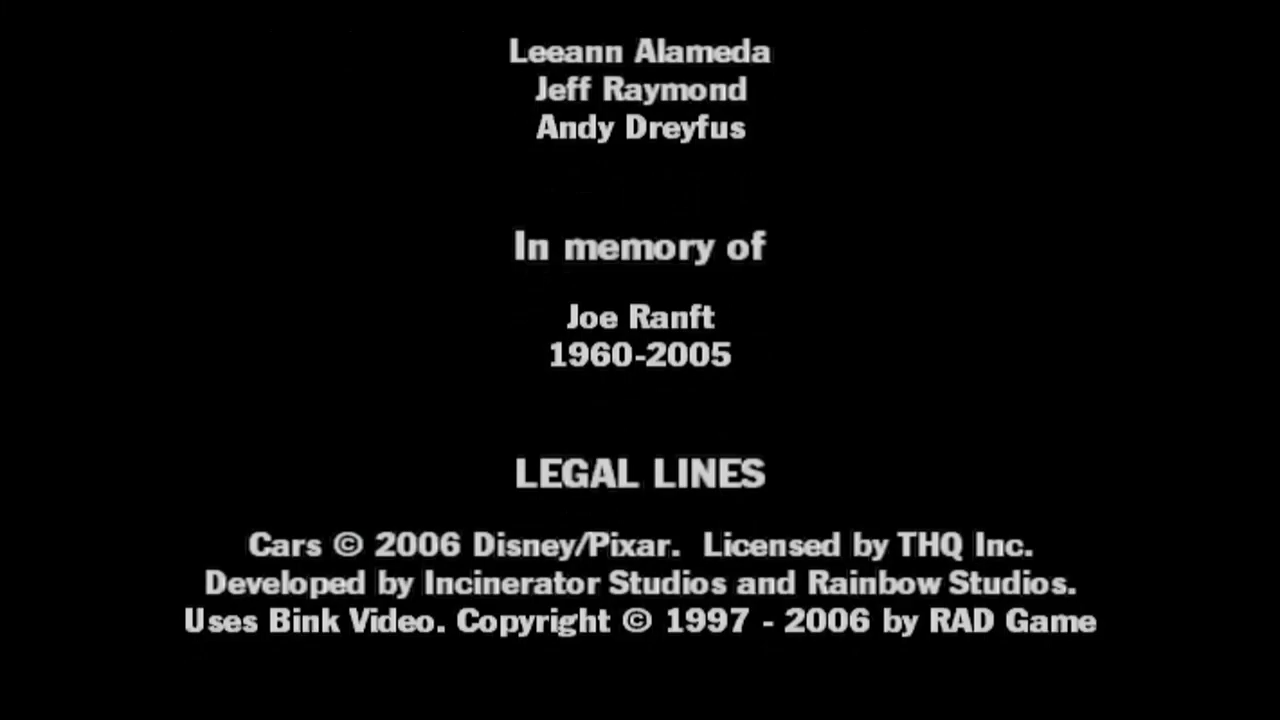 Leeann Alameda
Jeff Raymond
Andy Dreyfus
In memory of
Joe Ranft
1960-2005
LEGAL LINES
Cars © 2006 Disney/Pixar.  Licensed by THQ Inc.
Developed by Incinerator Studios and Rainbow Studios.
Uses Bink Video. Copyright © 1997 - 2006 by RAD Game